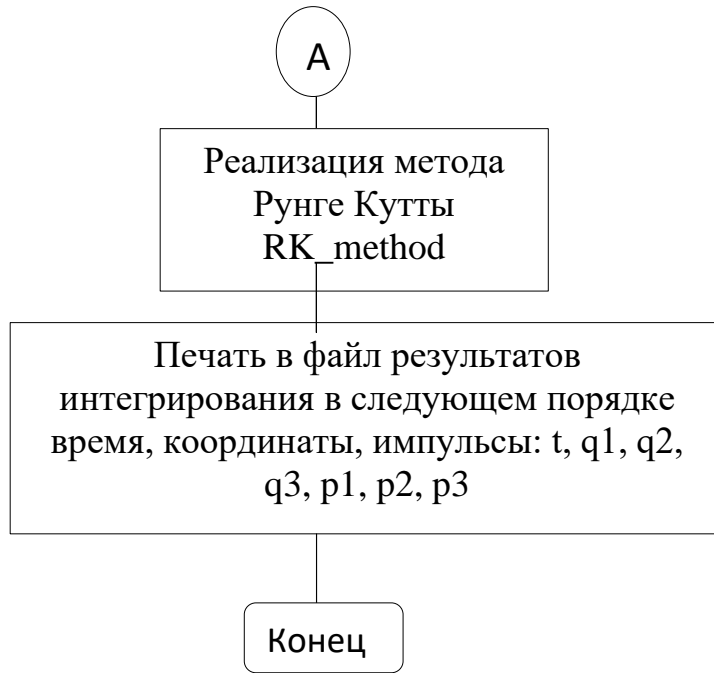 А
Реализация метода
Рунге Кутты
RK_method
Печать в файл результатов
интегрирования в следующем порядке
время, координаты, импульсы: t, q1, q2,
q3, p1, p2, p3
Конец